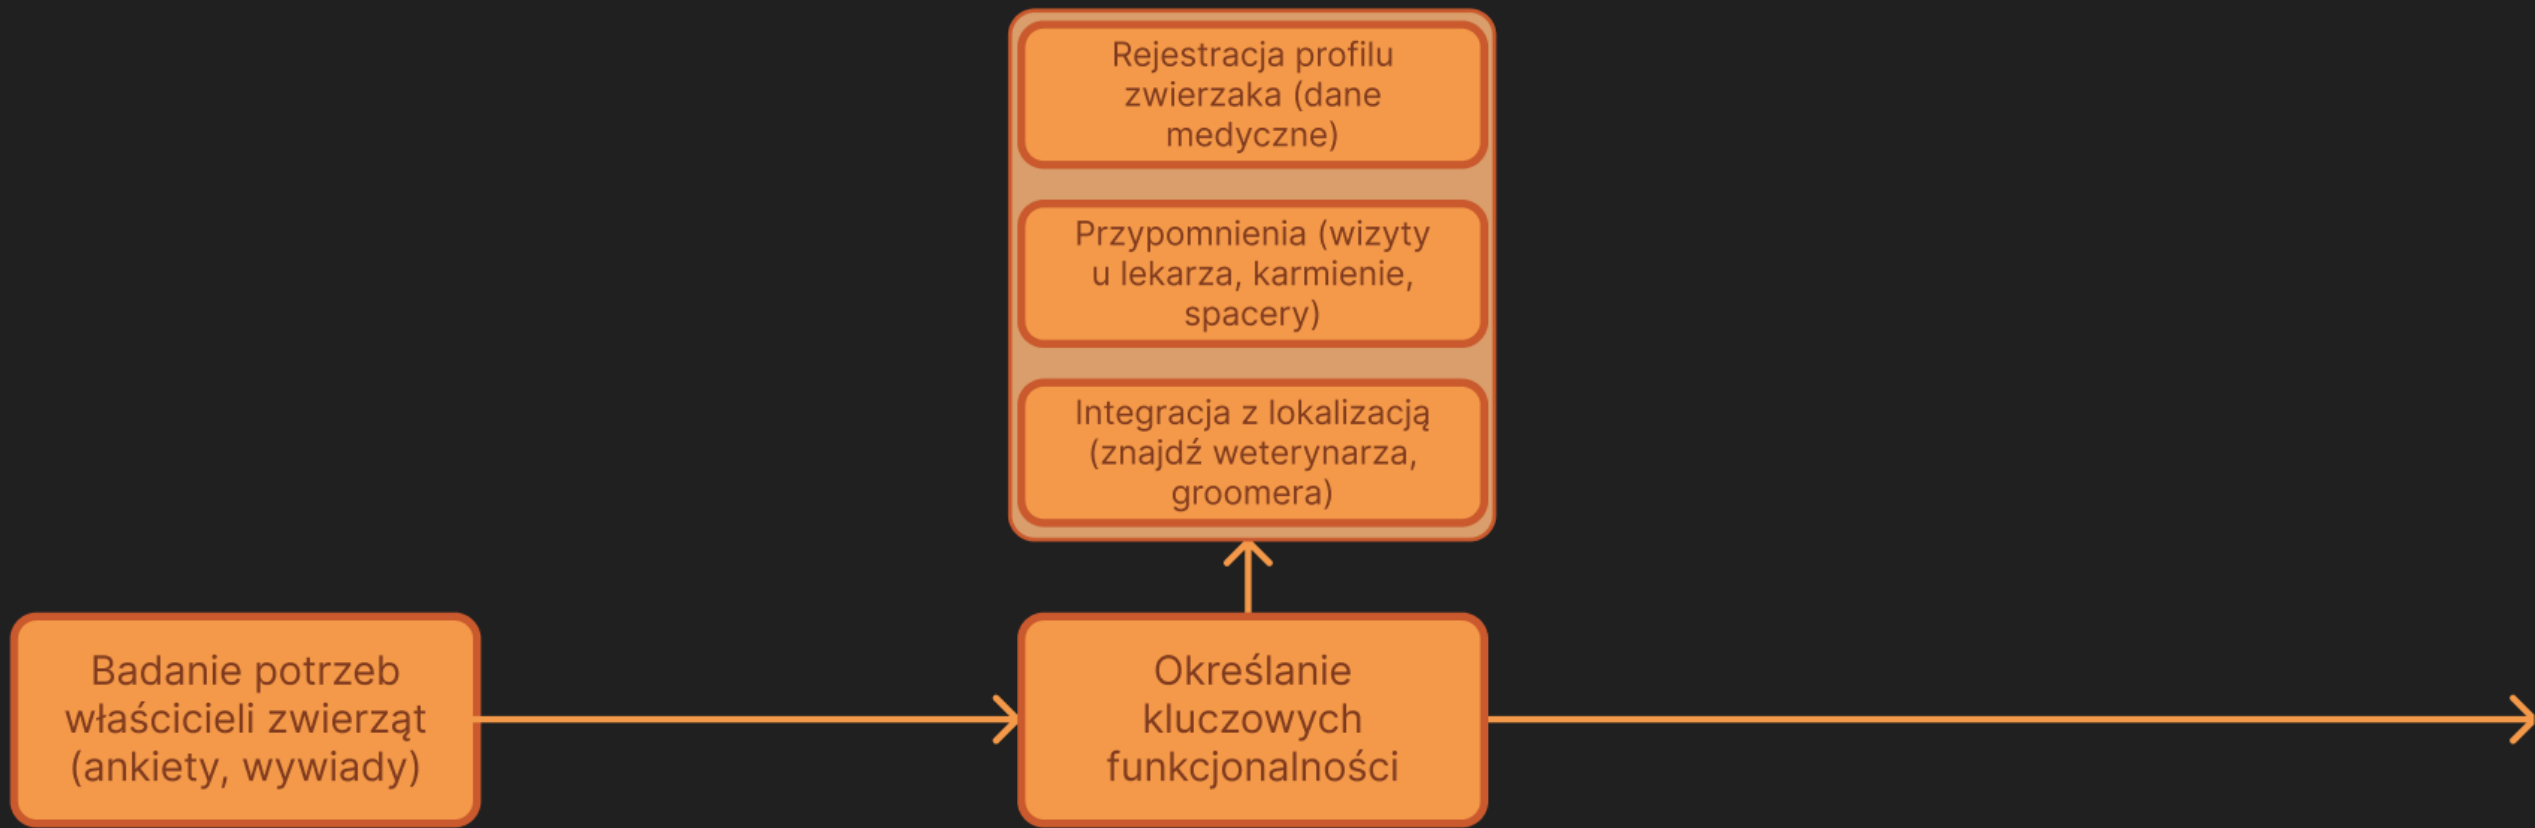 Rejestracja profilu
zwierzaka (dane
medyczne)
Przypomnienia (wizyty
u lekarza, karmienie,
spacery)
Integracja z lokalizacją
(znajdź weterynarza,
groomera)
Badanie potrzeb
właścicieli zwierząt
(ankiety, wywiady)
Określanie
kluczowych
funkcjonalności